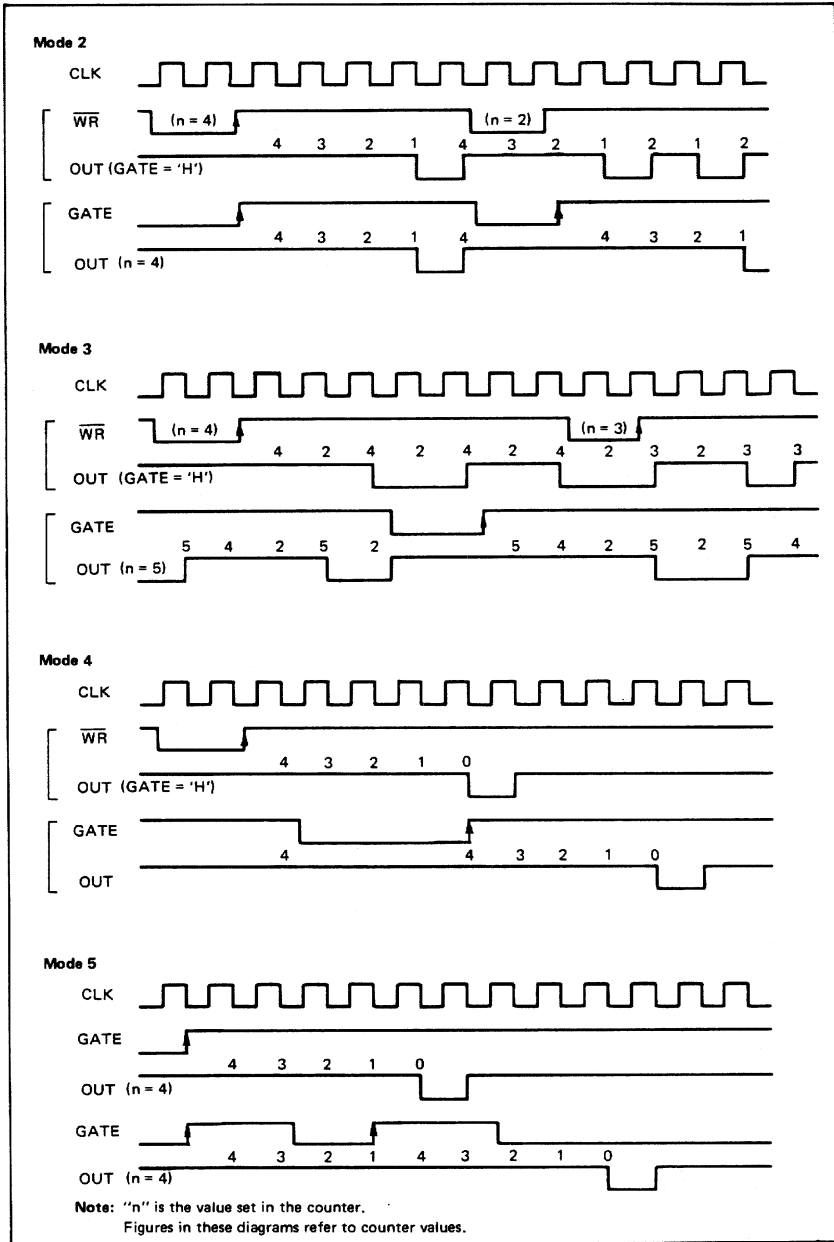 Mode 2
CLK
WR (n = 4) (n = 2)
4 3 2 1 4 3 2 1 2 1 2
OUT (GATE = 'H')
GATE
4 3 2 1 4 4 3 2 1
OUT (n = 4)
Mode 3
CLK
WR (n = 4) (n = 3)
4 2 4 2 4 2 4 2 3 2 3 3
OUT (GATE = 'H')
GATE
5 4 2 5 2 5 4 2 5 2 5 4
OUT (n = 5)
Mode 4
CLK
WR
4 3 2 1 0
OUT (GATE = 'H')
GATE
4 4 3 2 1 0
OUT
Mode 5
CLK
GATE
4 3 2 1 0
OUT (n = 4)
GATE
4 3 2 1 4 3 2 1 0
OUT (n = 4)
Note: "n" is the value set in the counter.
Figures in these diagrams refer to counter values.